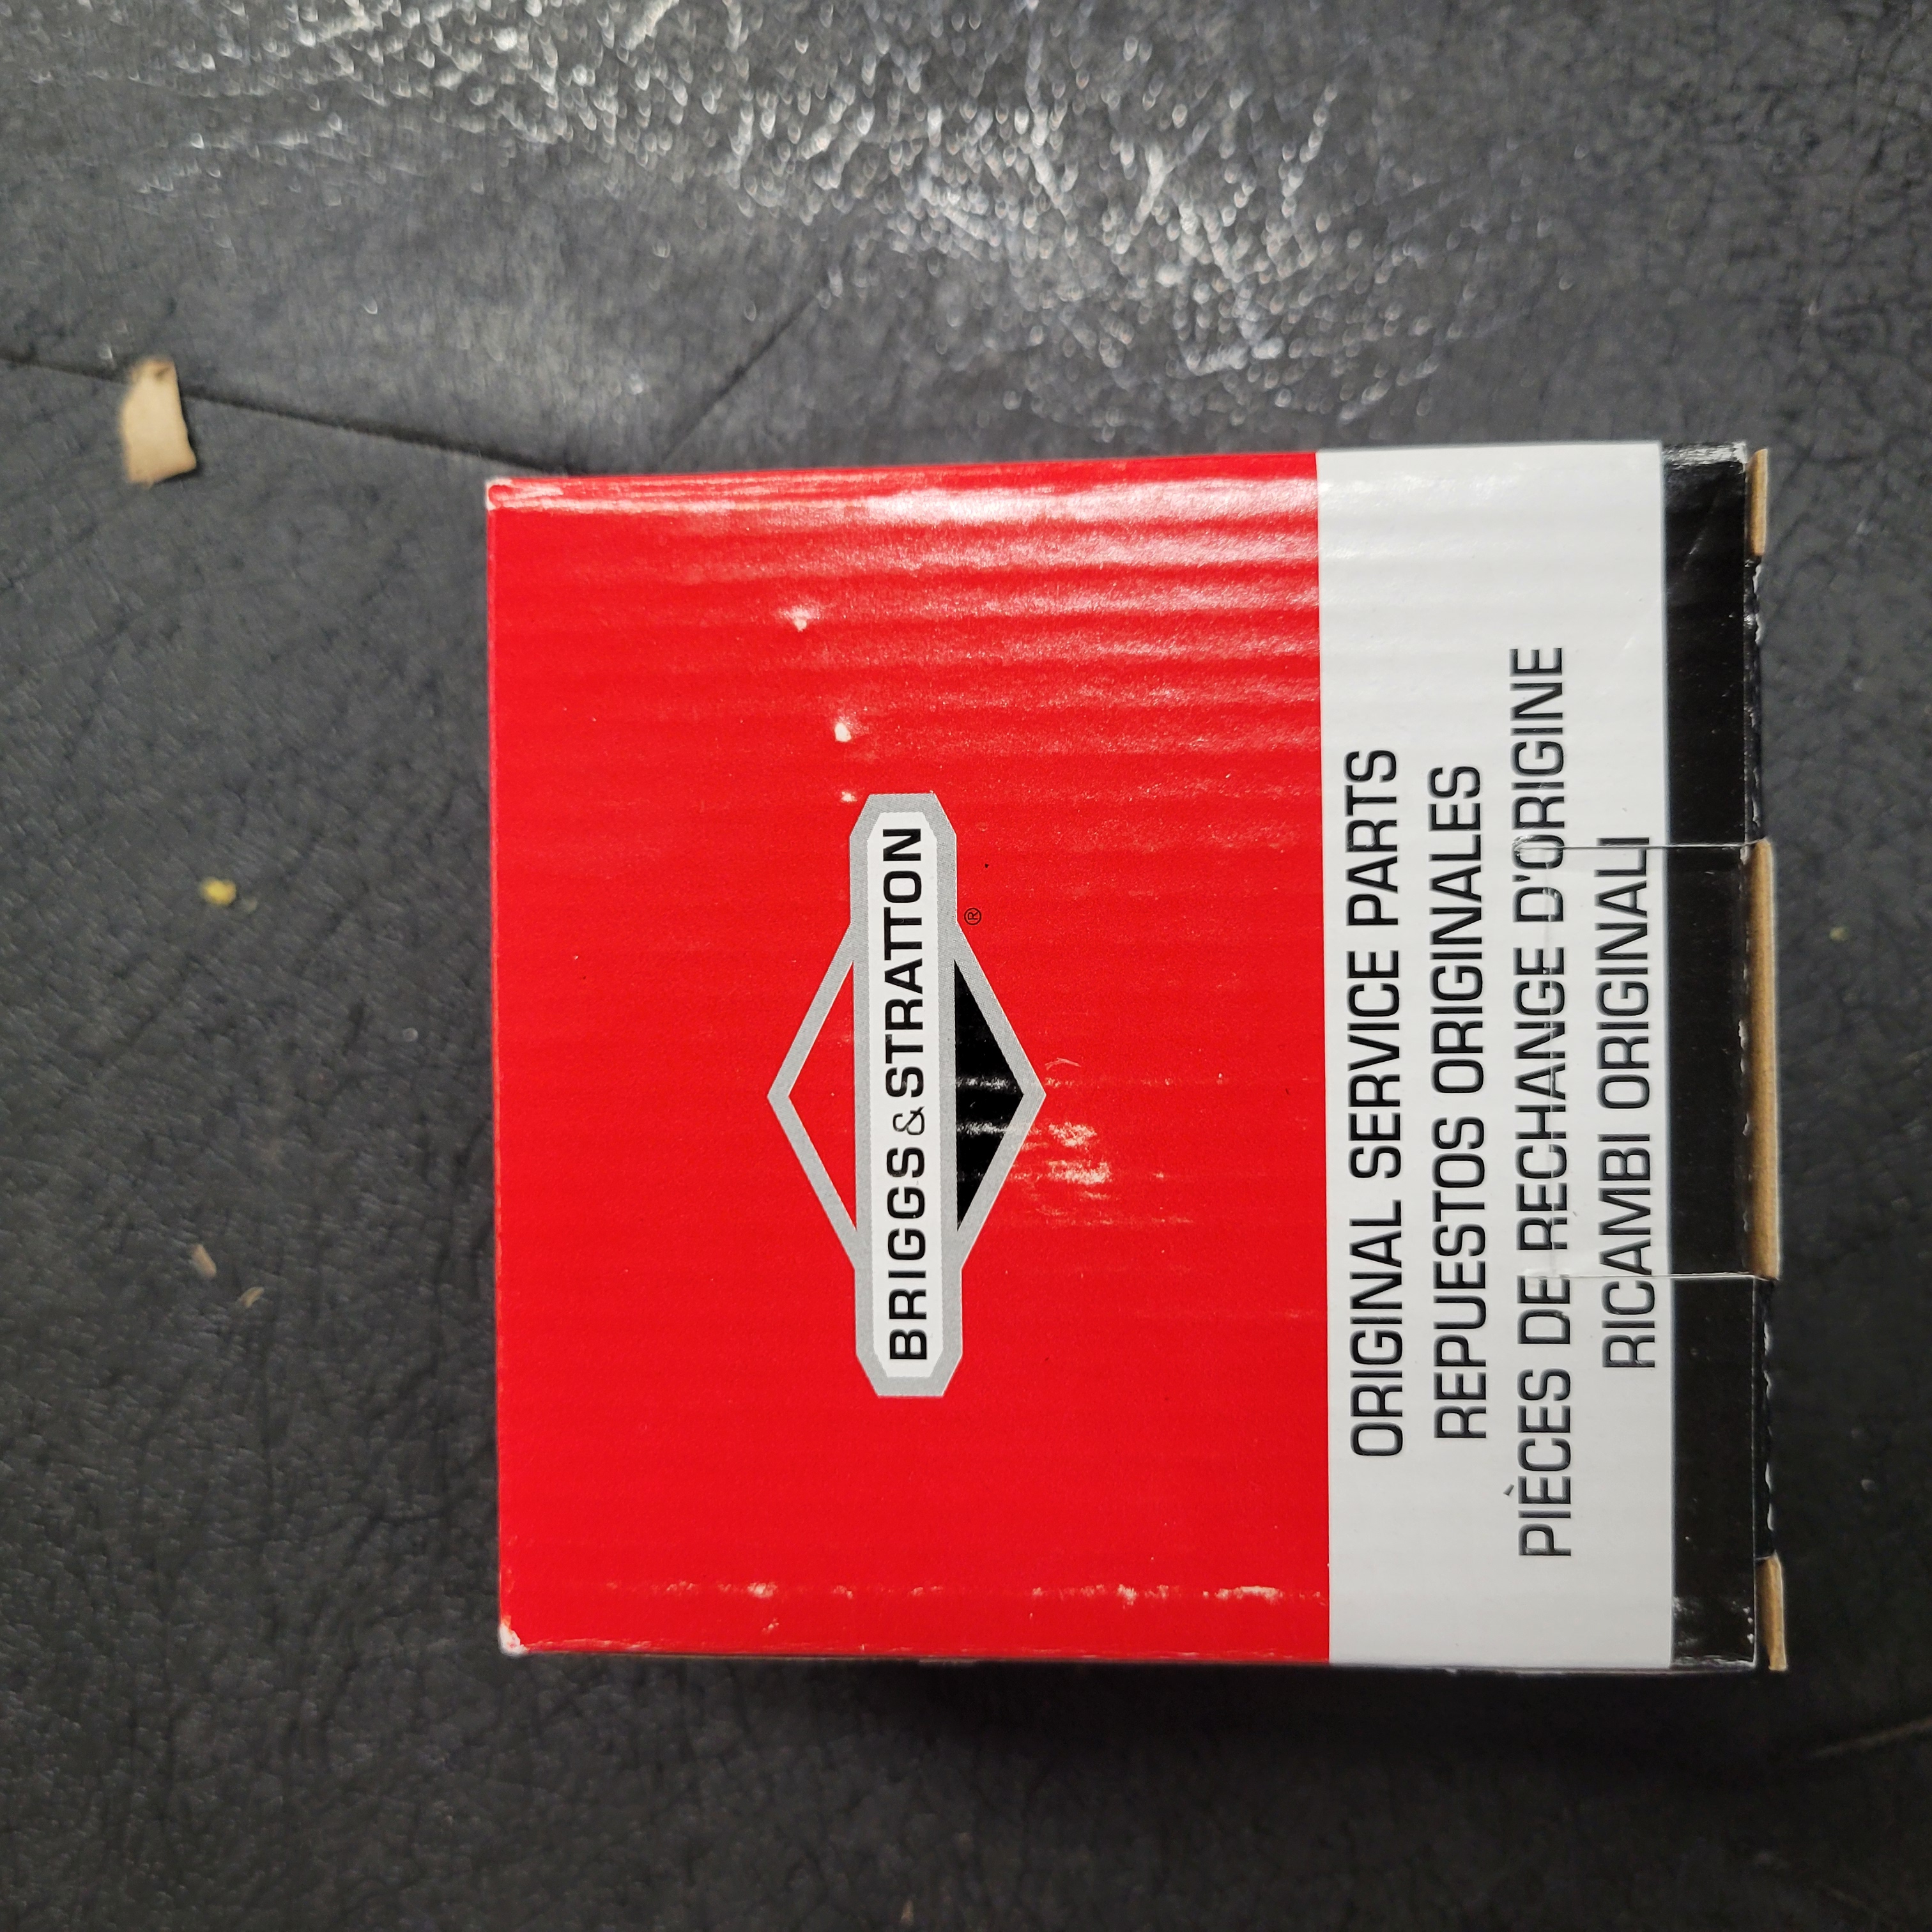 BRIGGS & STRATTON
®
ORIGINAL SERVICE PARTS
REPUESTOS ORIGINALES
PIÈCES DE RECHANGE D'ORIGINE
RICAMBI ORIGINALI